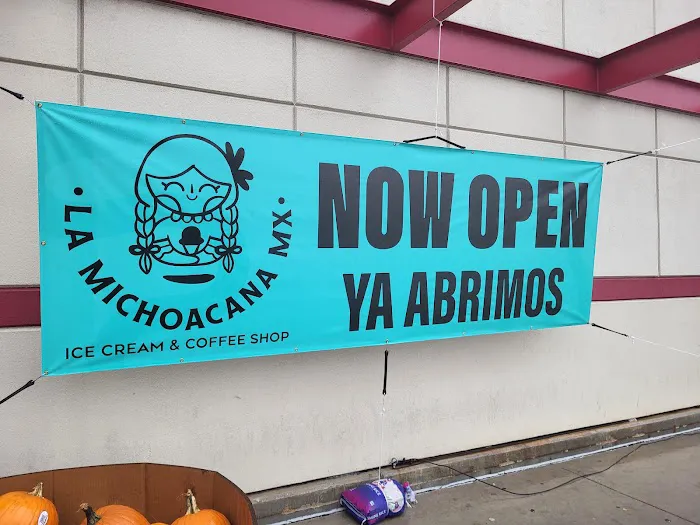 • LA MICHOACANA MX •
ICE CREAM & COFFEE SHOP
NOW OPEN
YA ABRIMOS